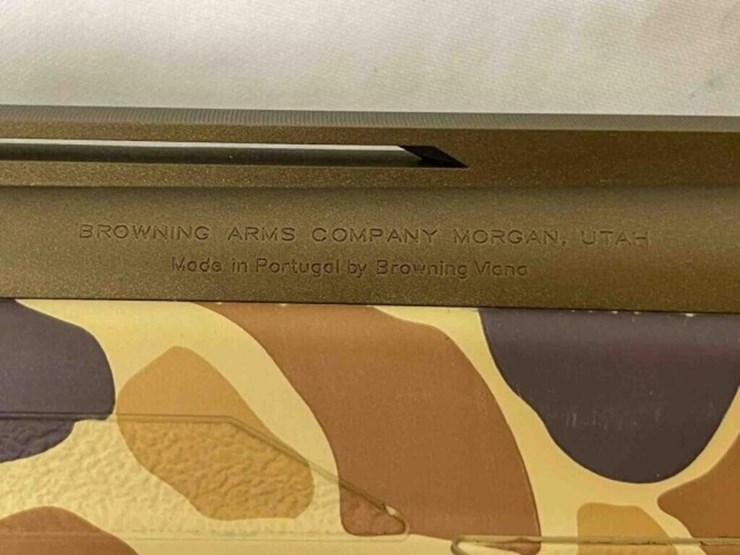 BROWNING ARMS COMPANY MORGAN, UTAH
Made in Portugal by Browning Viana